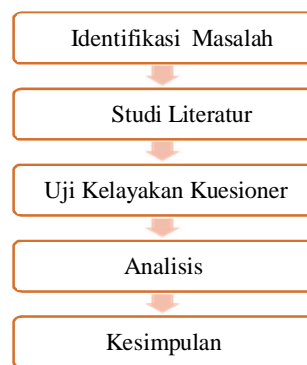 Identifikasi Masalah
Studi Literatur
Uji Kelayakan Kuesioner
Analisis
Kesimpulan